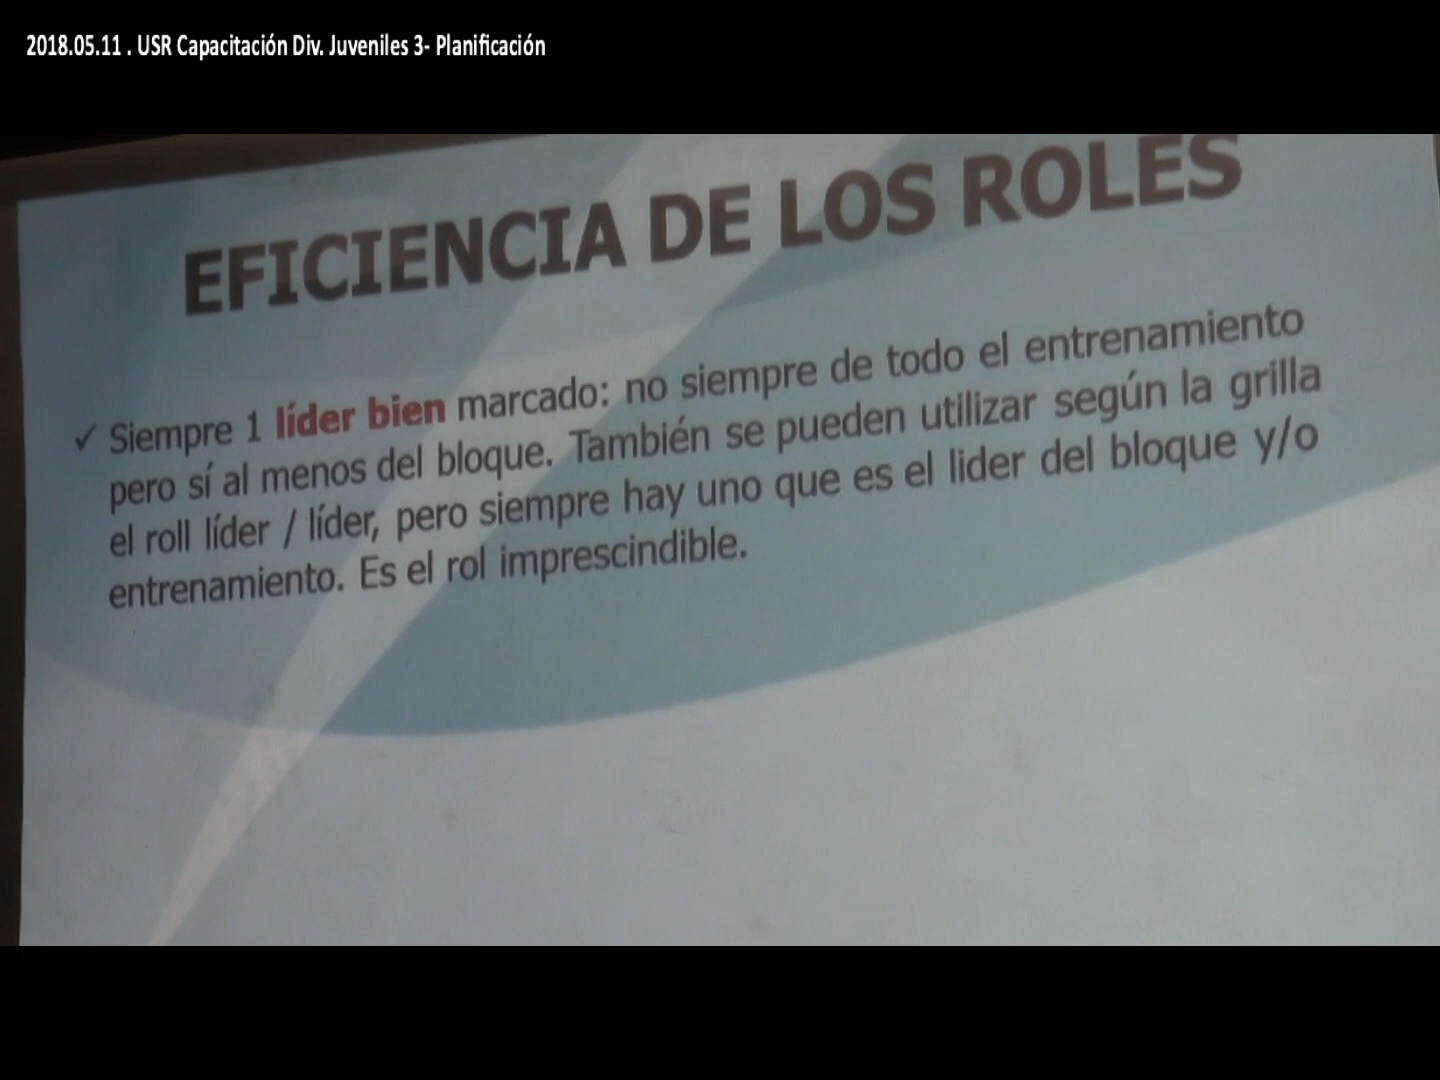 2018.05.11 . USR Capacitación Div. Juveniles 3- Planificación
EFICIENCIA DE LOS ROLES
✓ Siempre 1 líder bien marcado: no siempre de todo el entrenamiento
pero sí al menos del bloque. También se pueden utilizar según la grilla
el roll líder / líder, pero siempre hay uno que es el lider del bloque y/o
entrenamiento. Es el rol imprescindible.